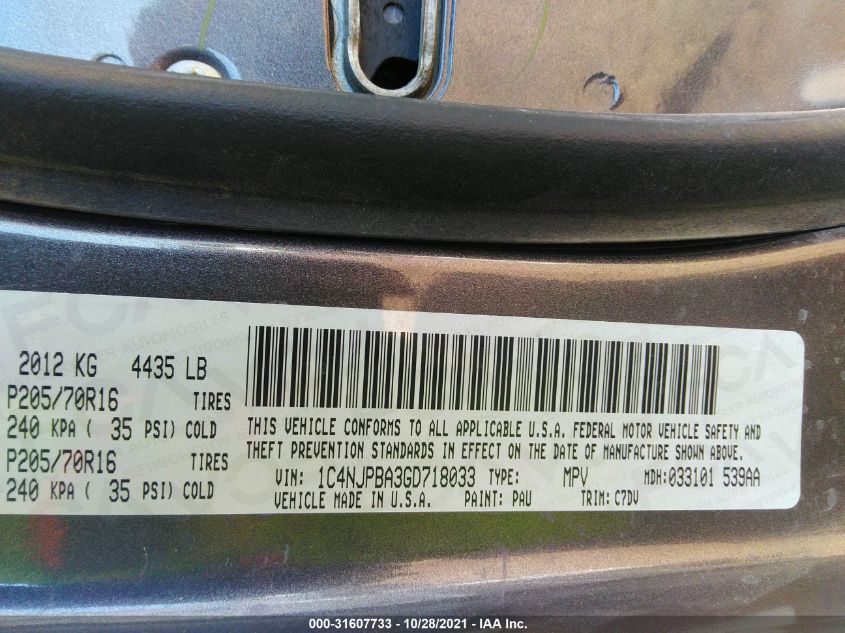 2012 KG 4435 LB
P205/70R16 TIRES
240 KPA ( 35 PSI) COLD
P205/70R16 TIRES
240 KPA ( 35 PSI) COLD
THIS VEHICLE CONFORMS TO ALL APPLICABLE U.S.A. FEDERAL MOTOR VEHICLE SAFETY AND
THEFT PREVENTION STANDARDS IN EFFECT ON THE DATE OF MANUFACTURE SHOWN ABOVE.
VIN: 1C4NJPBA3GD718033 TYPE: MPV MDH:033101 539AA
VEHICLE MADE IN U.S.A. PAINT: PAU TRIM: C7DV
000-31607733 - 10/28/2021 - IAA Inc.